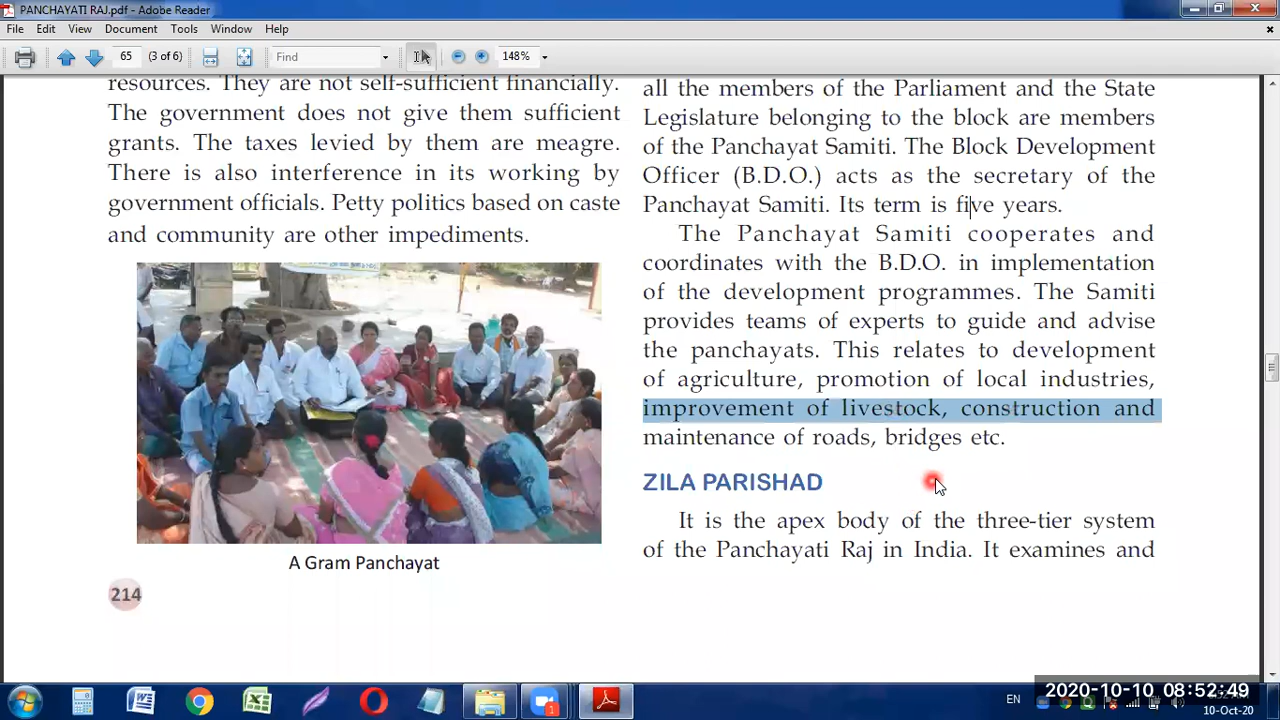 PANCHAYATI RAJ.pdf - Adobe Reader
File Edit View Document Tools Window Help
65 (3 of 6) Find 148%
resources. They are not self-sufficient financially.
The government does not give them sufficient
grants. The taxes levied by them are meagre.
There is also interference in its working by
government officials. Petty politics based on caste
and community are other impediments.
A Gram Panchayat
214
all the members of the Parliament and the State
Legislature belonging to the block are members
of the Panchayat Samiti. The Block Development
Officer (B.D.O.) acts as the secretary of the
Panchayat Samiti. Its term is five years.
The Panchayat Samiti cooperates and
coordinates with the B.D.O. in implementation
of the development programmes. The Samiti
provides teams of experts to guide and advise
the panchayats. This relates to development
of agriculture, promotion of local industries,
improvement of livestock, construction and
maintenance of roads, bridges etc.
ZILA PARISHAD
It is the apex body of the three-tier system
of the Panchayati Raj in India. It examines and
EN
2020-10-10 08:52:49
10-Oct-20